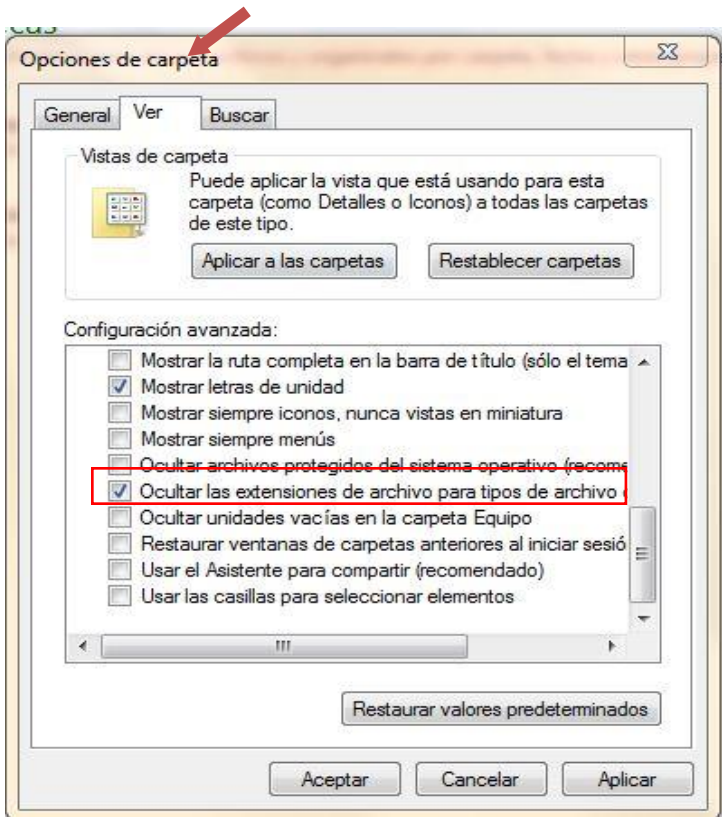 Opciones de carpeta
General Ver Buscar
Vistas de carpeta
Puede aplicar la vista que está usando para esta
carpeta (como Detalles o Iconos) a todas las carpetas
de este tipo.
Aplicar a las carpetas Restablecer carpetas
Configuración avanzada:
Mostrar la ruta completa en la barra de título (sólo el tema
Mostrar letras de unidad
Mostrar siempre iconos, nunca vistas en miniatura
Mostrar siempre menús
Ocultar archivos protegidos del sistema operativo (recome
Ocultar las extensiones de archivo para tipos de archivo
Ocultar unidades vacías en la carpeta Equipo
Restaurar ventanas de carpetas anteriores al iniciar sesió
Usar el Asistente para compartir (recomendado)
Usar las casillas para seleccionar elementos
Restaurar valores predeterminados
Aceptar Cancelar Aplicar